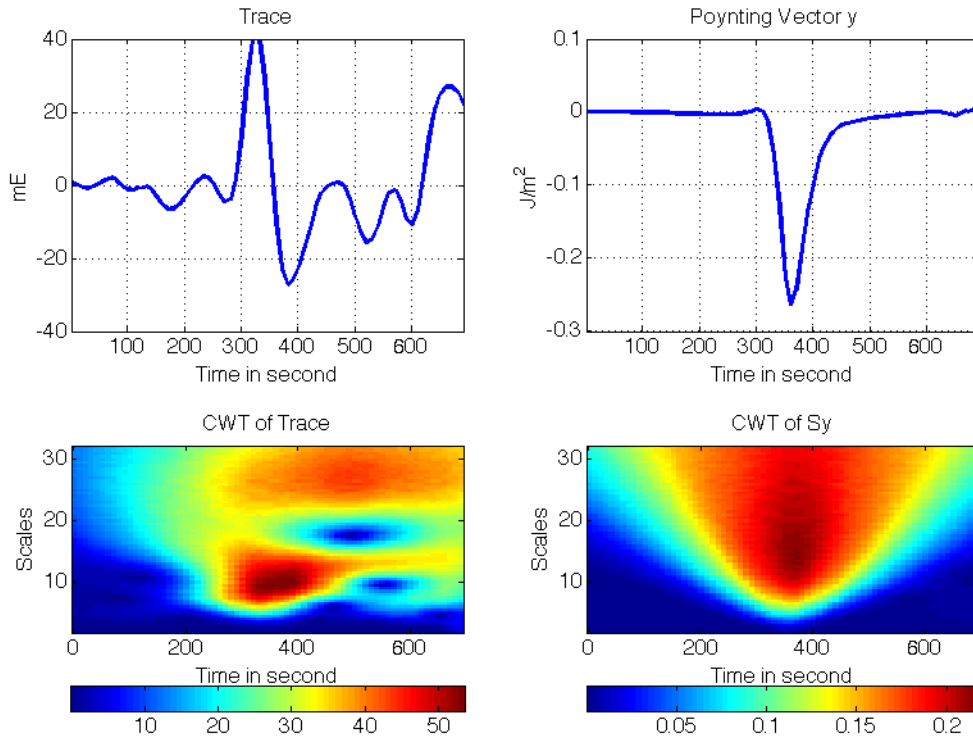 Trace
40
20
0
-20
-40
mE
100 200 300 400 500 600
Time in second
Poynting Vector y
0.1
0
-0.1
-0.2
-0.3
J/m²
100 200 300 400 500 600
Time in second
CWT of Trace
30
20
10
Scales
0 200 400 600
Time in second
10 20 30 40 50
CWT of Sy
30
20
10
Scales
0 200 400 600
Time in second
0.05 0.1 0.15 0.2